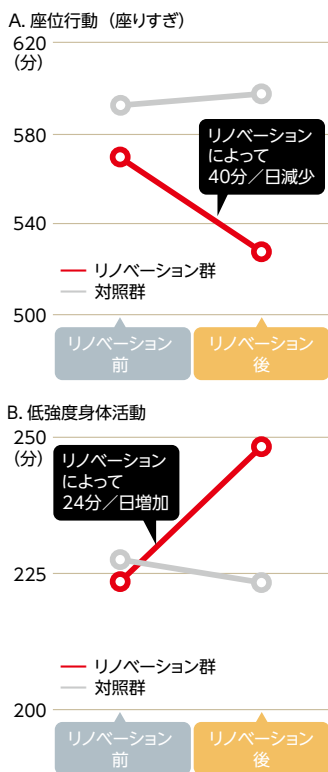 A. 座位行動（座りすぎ）
620
（分）
580
リノベーション
によって
40分／日減少
540
リノベーション群
対照群
500
リノベーション
前
リノベーション
後
B. 低強度身体活動
250
（分）
リノベーション
によって
24分／日増加
225
リノベーション群
対照群
200
リノベーション
前
リノベーション
後